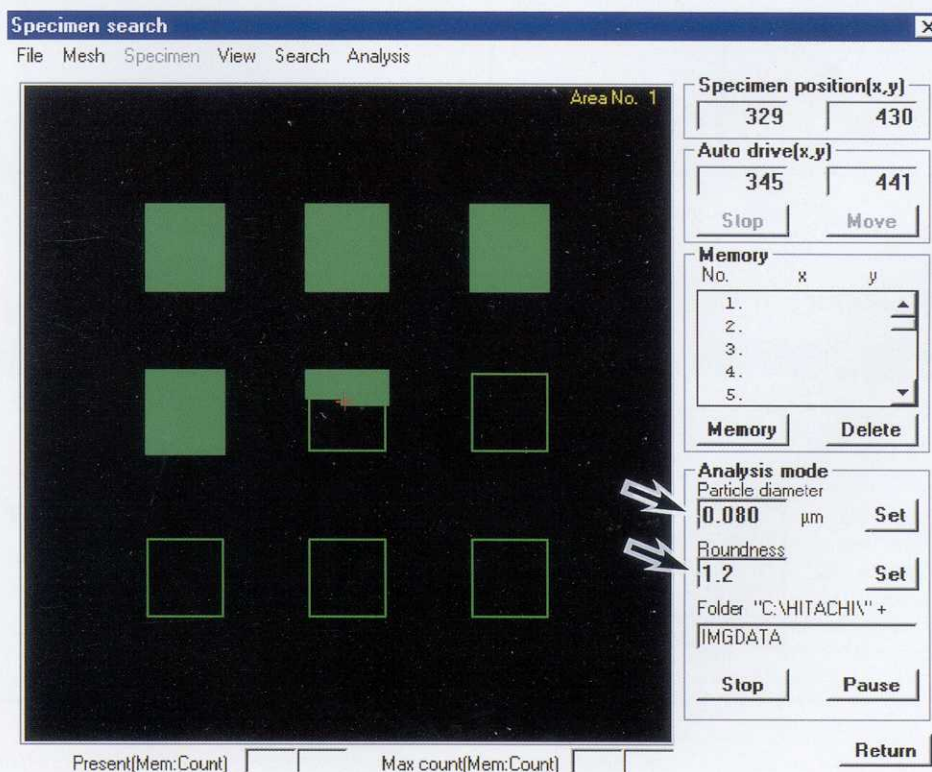 Specimen search
File Mesh Specimen View Search Analysis
Area No. 1
Specimen position(x,y)
329 430
Auto drive(x,y)
345 441
Stop Move
Memory
No. x y
1.
2.
3.
4.
5.
Memory Delete
Analysis mode
Particle diameter
0.080 μm Set
Roundness
1.2 Set
Folder "C:\HITACHI\" +
IMGDATA
Stop Pause
Present(Mem:Count) Max count(Mem:Count)
Return